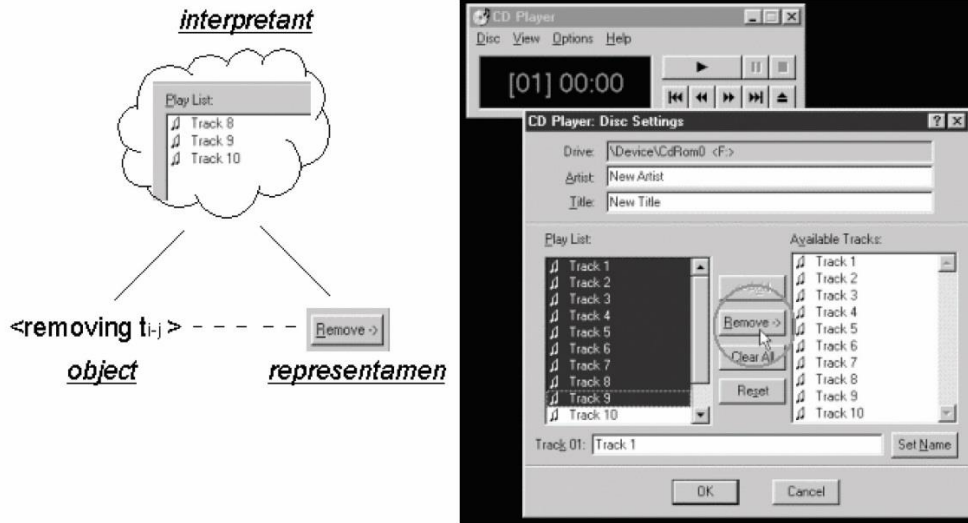 interpretant
Play List:
Track 8
Track 9
Track 10
<removing ti-j >
object
Remove ->
representamen
CD Player
Disc View Options Help
[01] 00:00
CD Player: Disc Settings
Drive: \Device\CdRom0 <F:>
Artist: New Artist
Title: New Title
Play List:
Track 1
Track 2
Track 3
Track 4
Track 5
Track 6
Track 7
Track 8
Track 9
Track 10
Remove ->
Clear All
Reset
Available Tracks:
Track 1
Track 2
Track 3
Track 4
Track 5
Track 6
Track 7
Track 8
Track 9
Track 10
Track 01: Track 1
Set Name
OK
Cancel